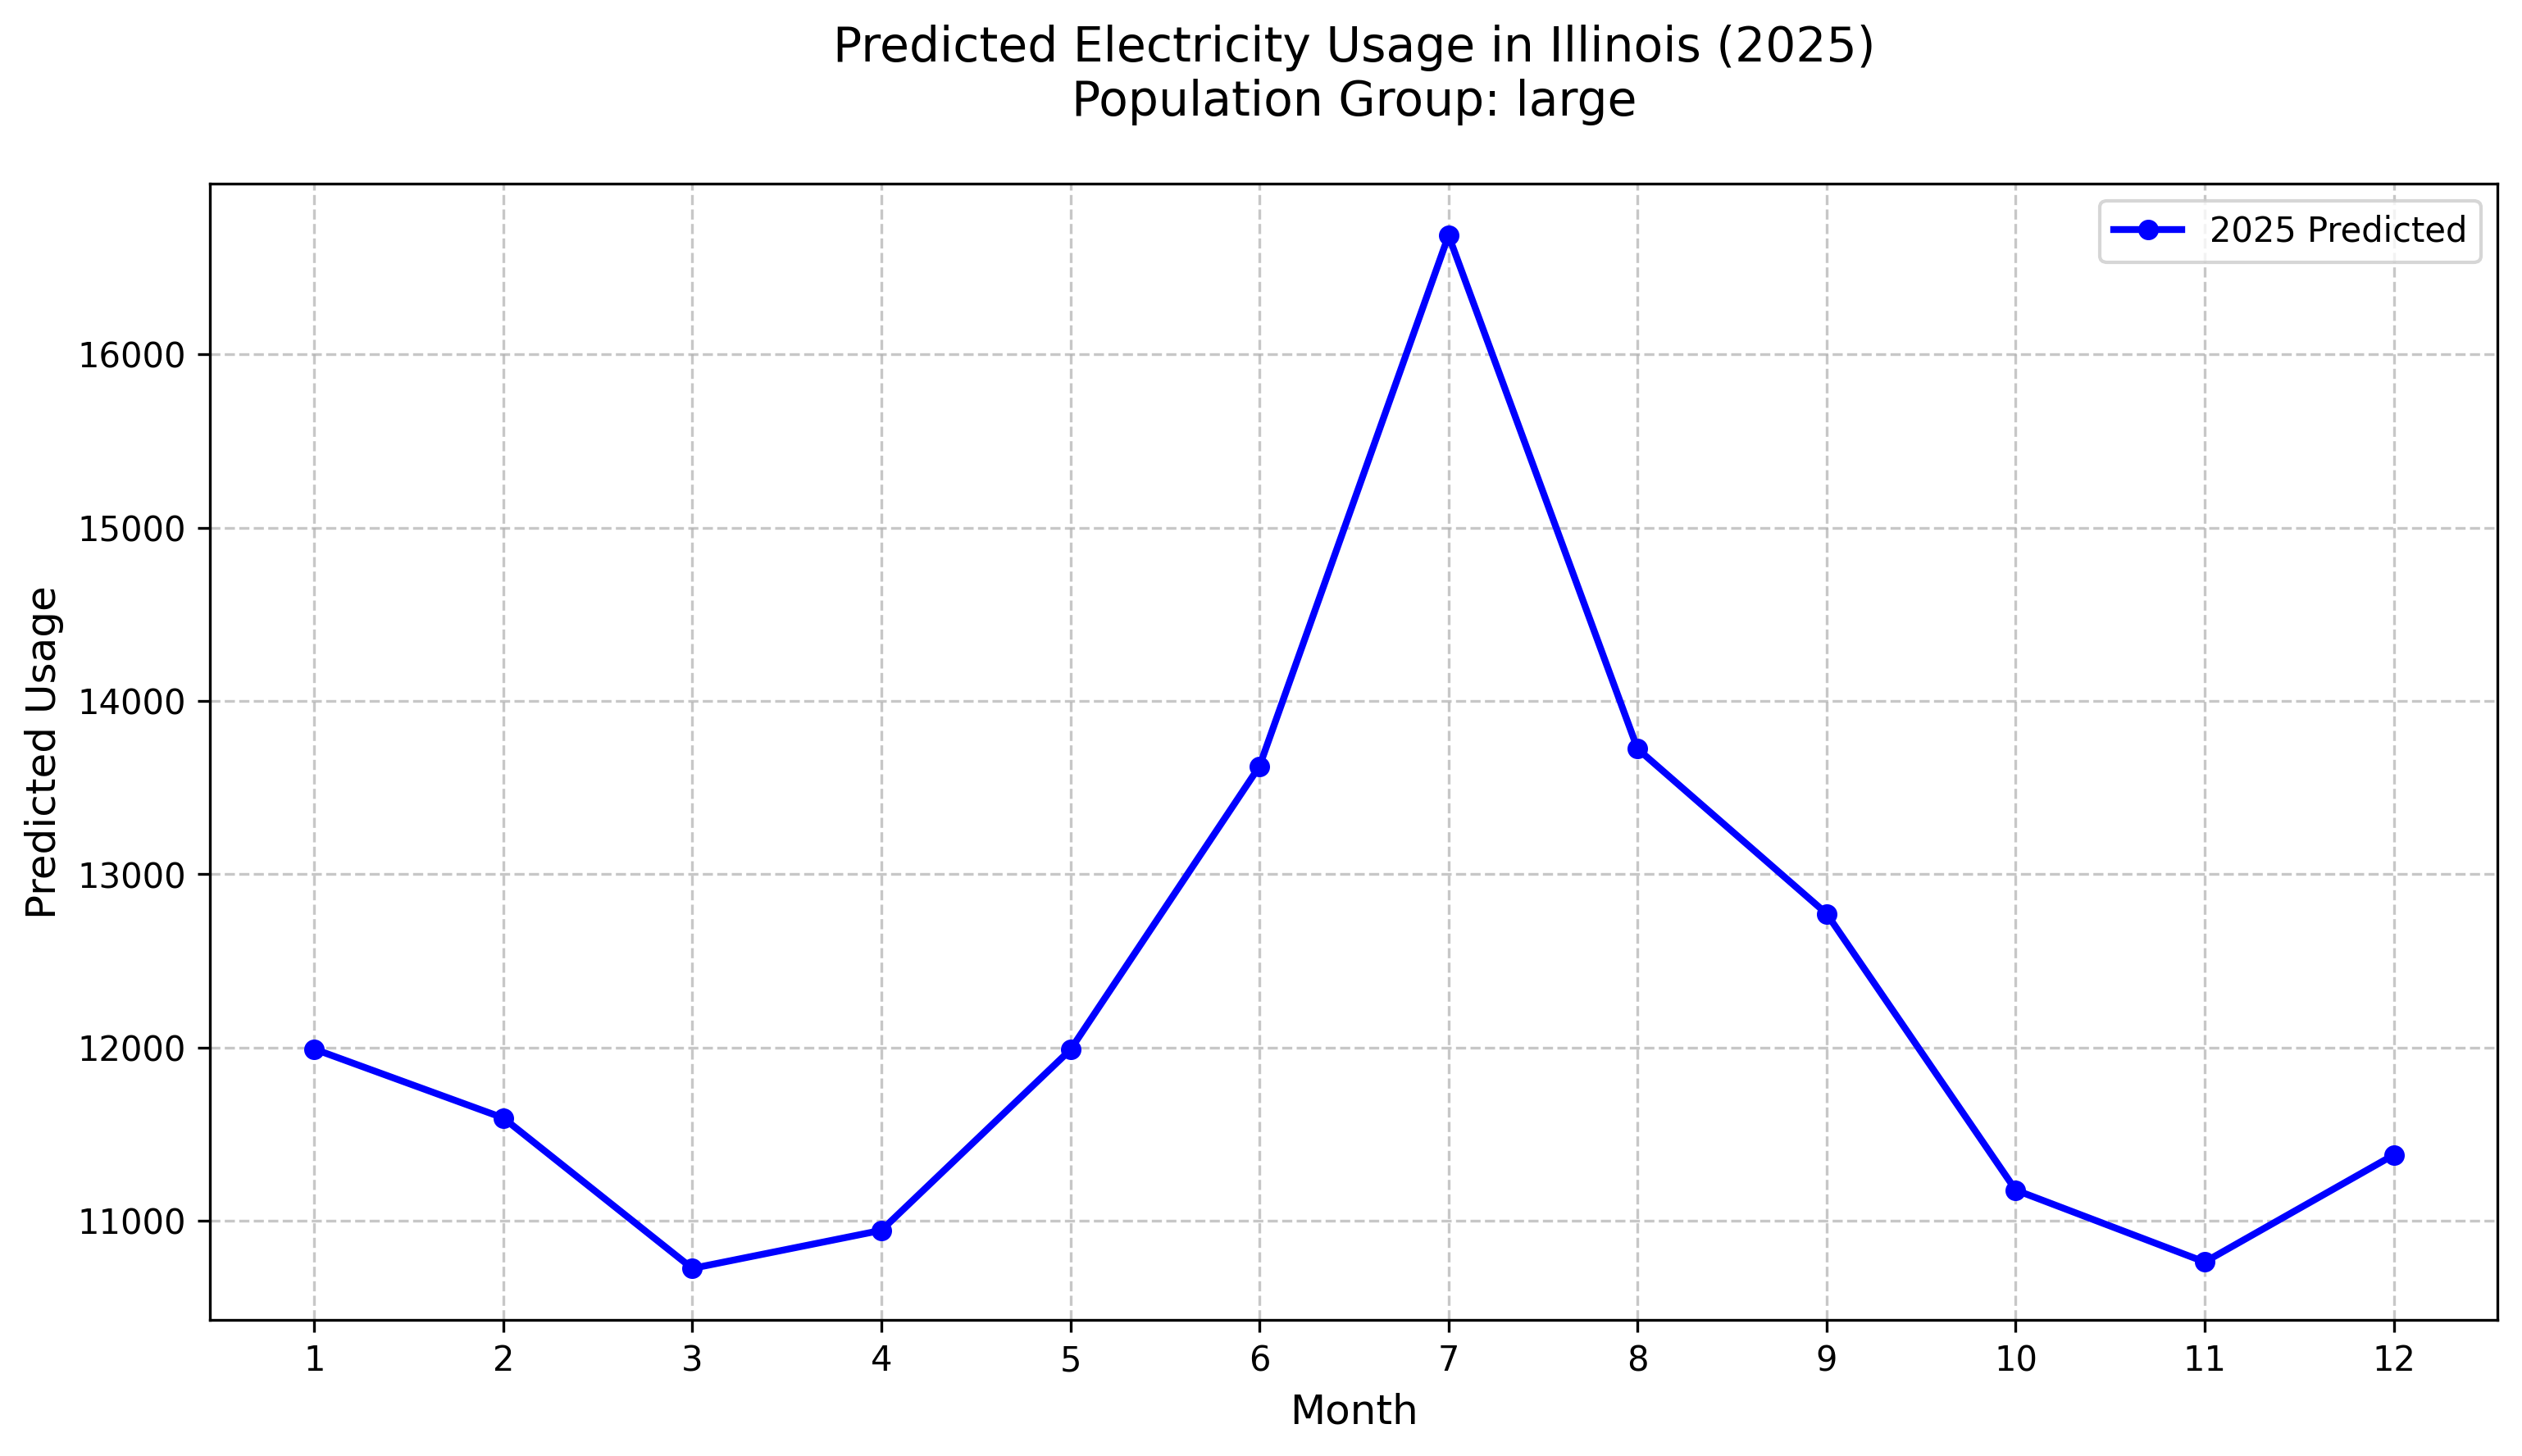 Predicted Electricity Usage in Illinois (2025)
Population Group: large
2025 Predicted
16000
15000
14000
13000
12000
11000
Predicted Usage
1 2 3 4 5 6 7 8 9 10 11 12
Month